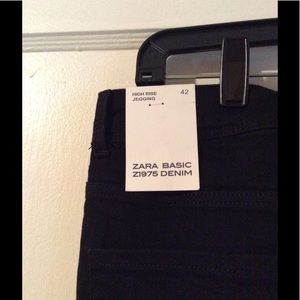 HIGH RISE 42
JEGGING
ZARA BASIC
Z1975 DENIM